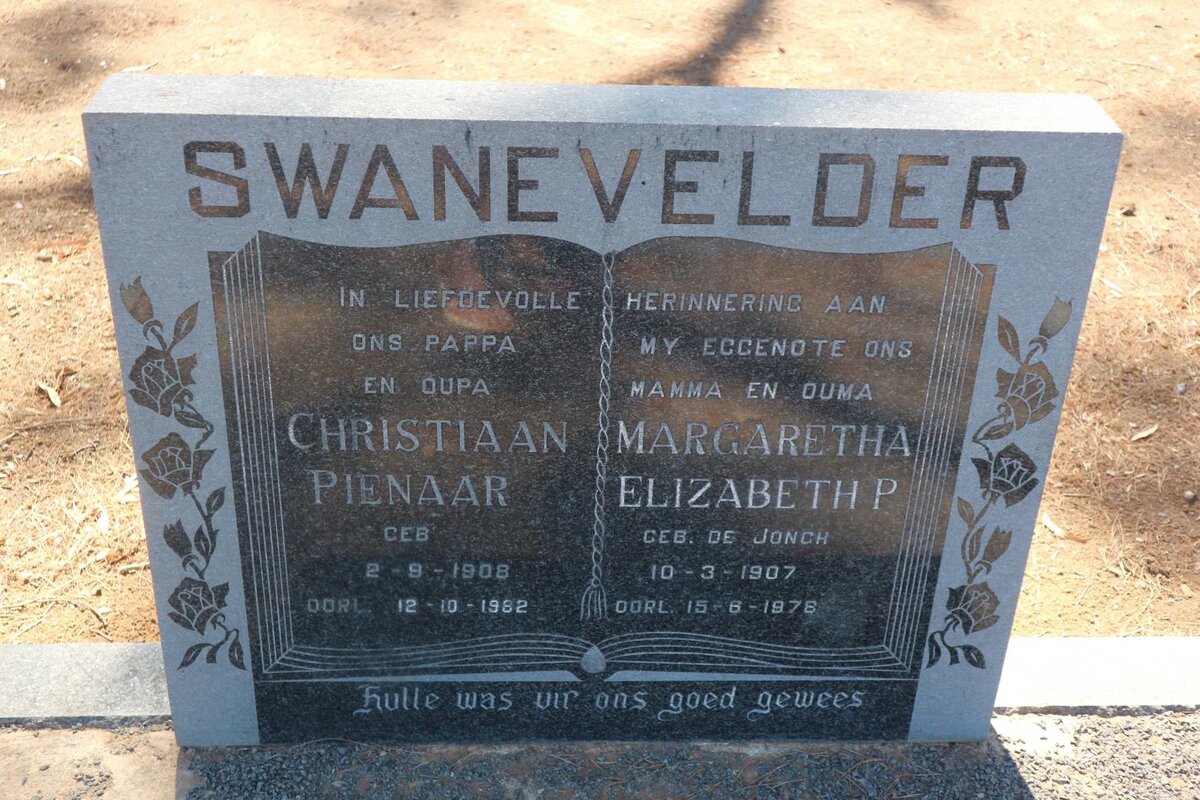 SWANEVELDER
IN LIEFDEVOLLE HERINNERING AAN
ONS PAPPA
EN OUPA
CHRISTIAAN
PIENAAR
GEB
2-9-1908
OORL. 12-10-1982
MY EGGENOTE ONS
MAMMA EN OUMA
MARGARETHA
ELIZABETH P
GEB. DE JONGH
10-3-1907
OORL. 15-6-1976
Hulle was vir ons goed gewees